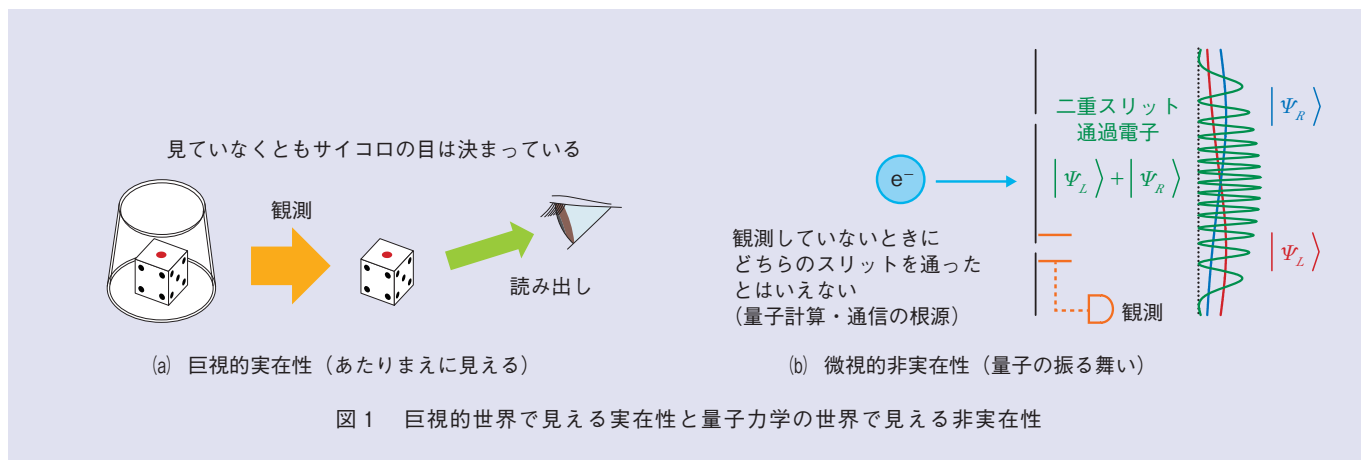 見ていなくともサイコロの目は決まっている
観測
読み出し
(a) 巨視的実在性（あたりまえに見える）
e−
二重スリット
通過電子
|Ψ_L⟩+|Ψ_R⟩
|Ψ_R⟩
|Ψ_L⟩
観測していないときに
どちらのスリットを通った
とはいえない
（量子計算・通信の根源）
観測
(b) 微視的非実在性（量子の振る舞い）
図1 巨視的世界で見える実在性と量子力学の世界で見える非実在性